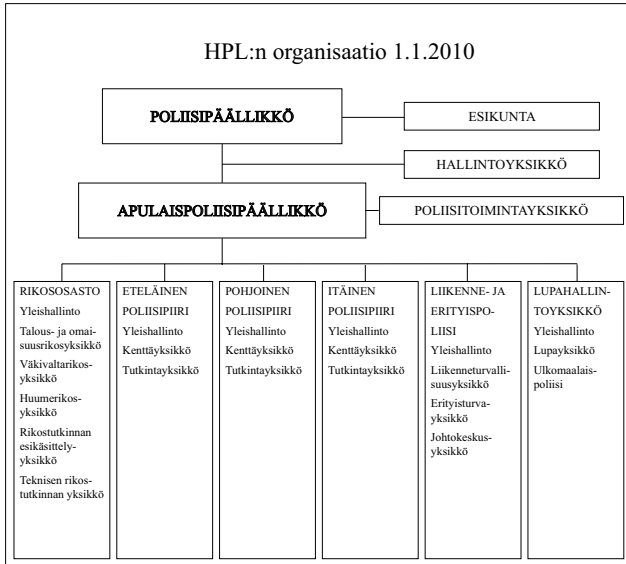 HPL:n organisaatio 1.1.2010
POLIISIPÄÄLLIKKÖ
ESIKUNTA
HALLINTOYKSIKKÖ
APULAISPOLIISIPÄÄLLIKKÖ
POLIISITOIMINTAYKSIKKÖ
RIKOSOSASTO
Yleishallinto
Talous- ja omai-
suusrikosyksikkö
Väkivaltarikos-
yksikkö
Huumerikos-
yksikkö
Rikostutkinnan
esikäsittely-
yksikkö
Teknisen rikos-
tutkinnan yksikkö
ETELÄINEN
POLIISIPIIRI
Yleishallinto
Kenttäyksikkö
Tutkintayksikkö
POHJOINEN
POLIISIPIIRI
Yleishallinto
Kenttäyksikkö
Tutkintayksikkö
ITÄINEN
POLIISIPIIRI
Yleishallinto
Kenttäyksikkö
Tutkintayksikkö
LIIKENNE- JA
ERITYISPO-
LIISI
Yleishallinto
Liikenneturvalli-
suusyksikkö
Erityisturva-
yksikkö
Johtokeskus-
yksikkö
LUPAHALLIN-
TOYKSIKKÖ
Yleishallinto
Lupayksikkö
Ulkomaalais-
poliisi